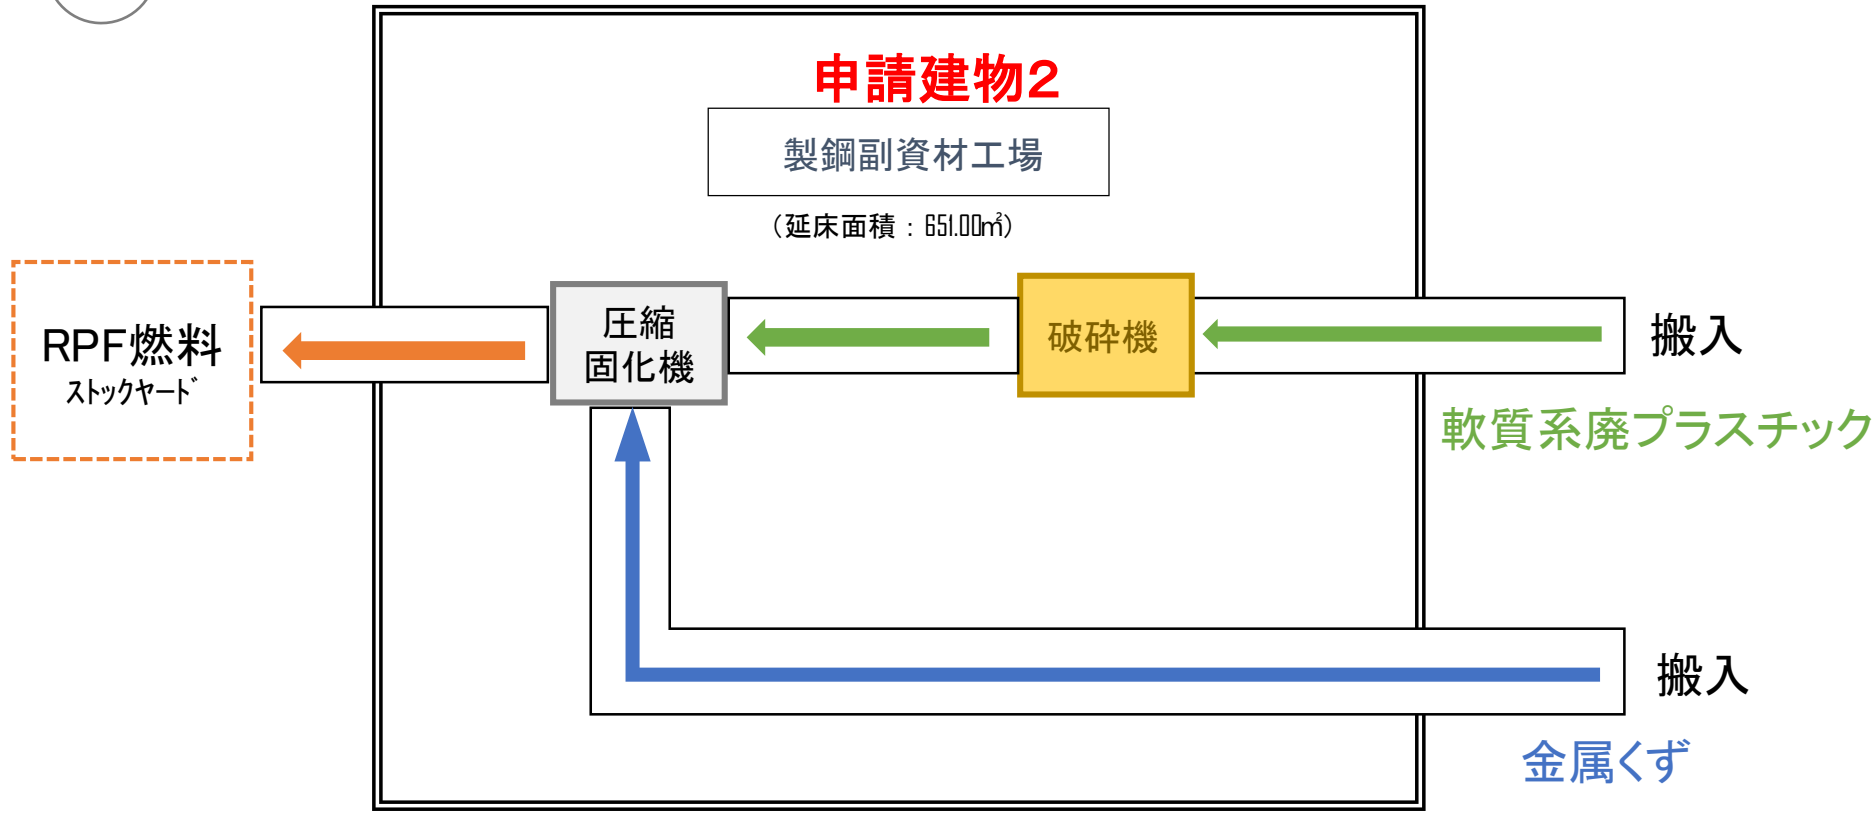 申請建物２
製鋼副資材工場
（延床面積：651.00㎡）
RPF燃料
ｽﾄｯｸﾔｰﾄﾞ
圧縮
固化機
破砕機
搬入
軟質系廃プラスチック
搬入
金属くず